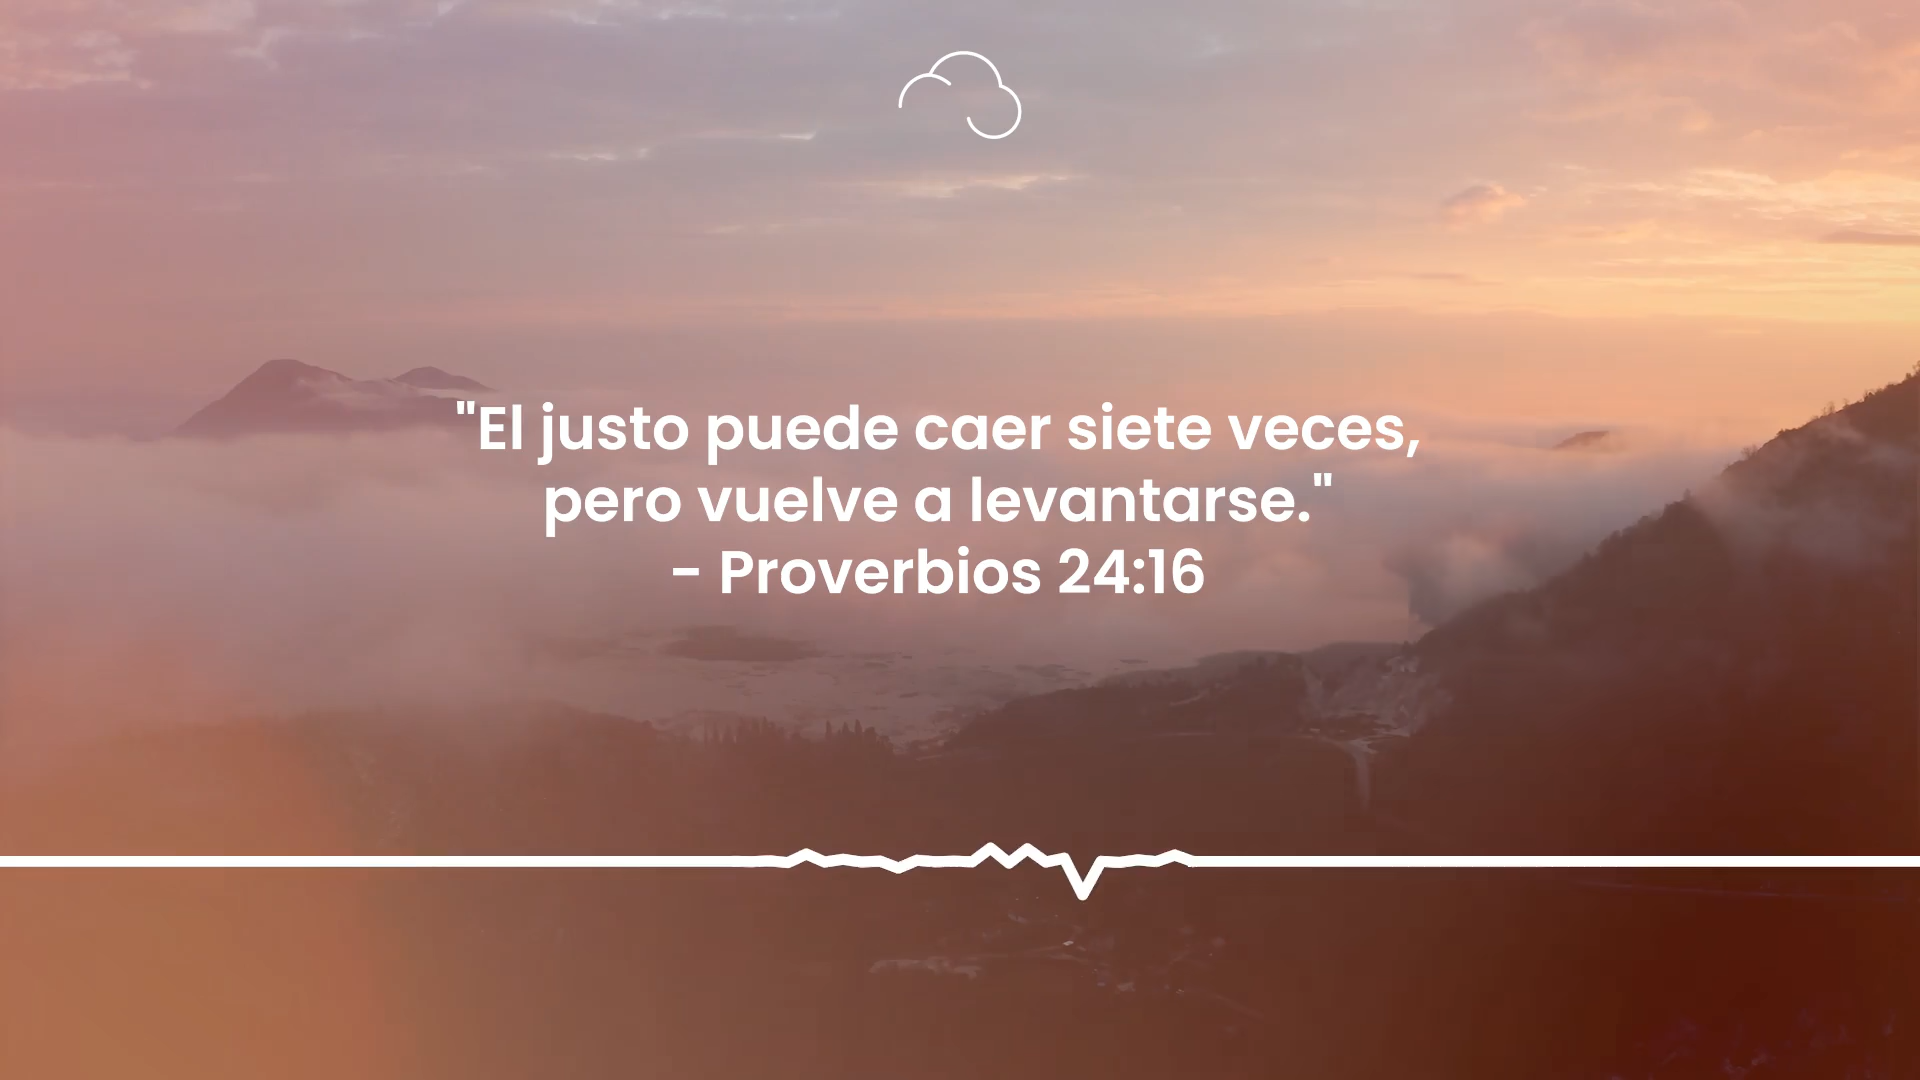 "El justo puede caer siete veces,
pero vuelve a levantarse."
- Proverbios 24:16